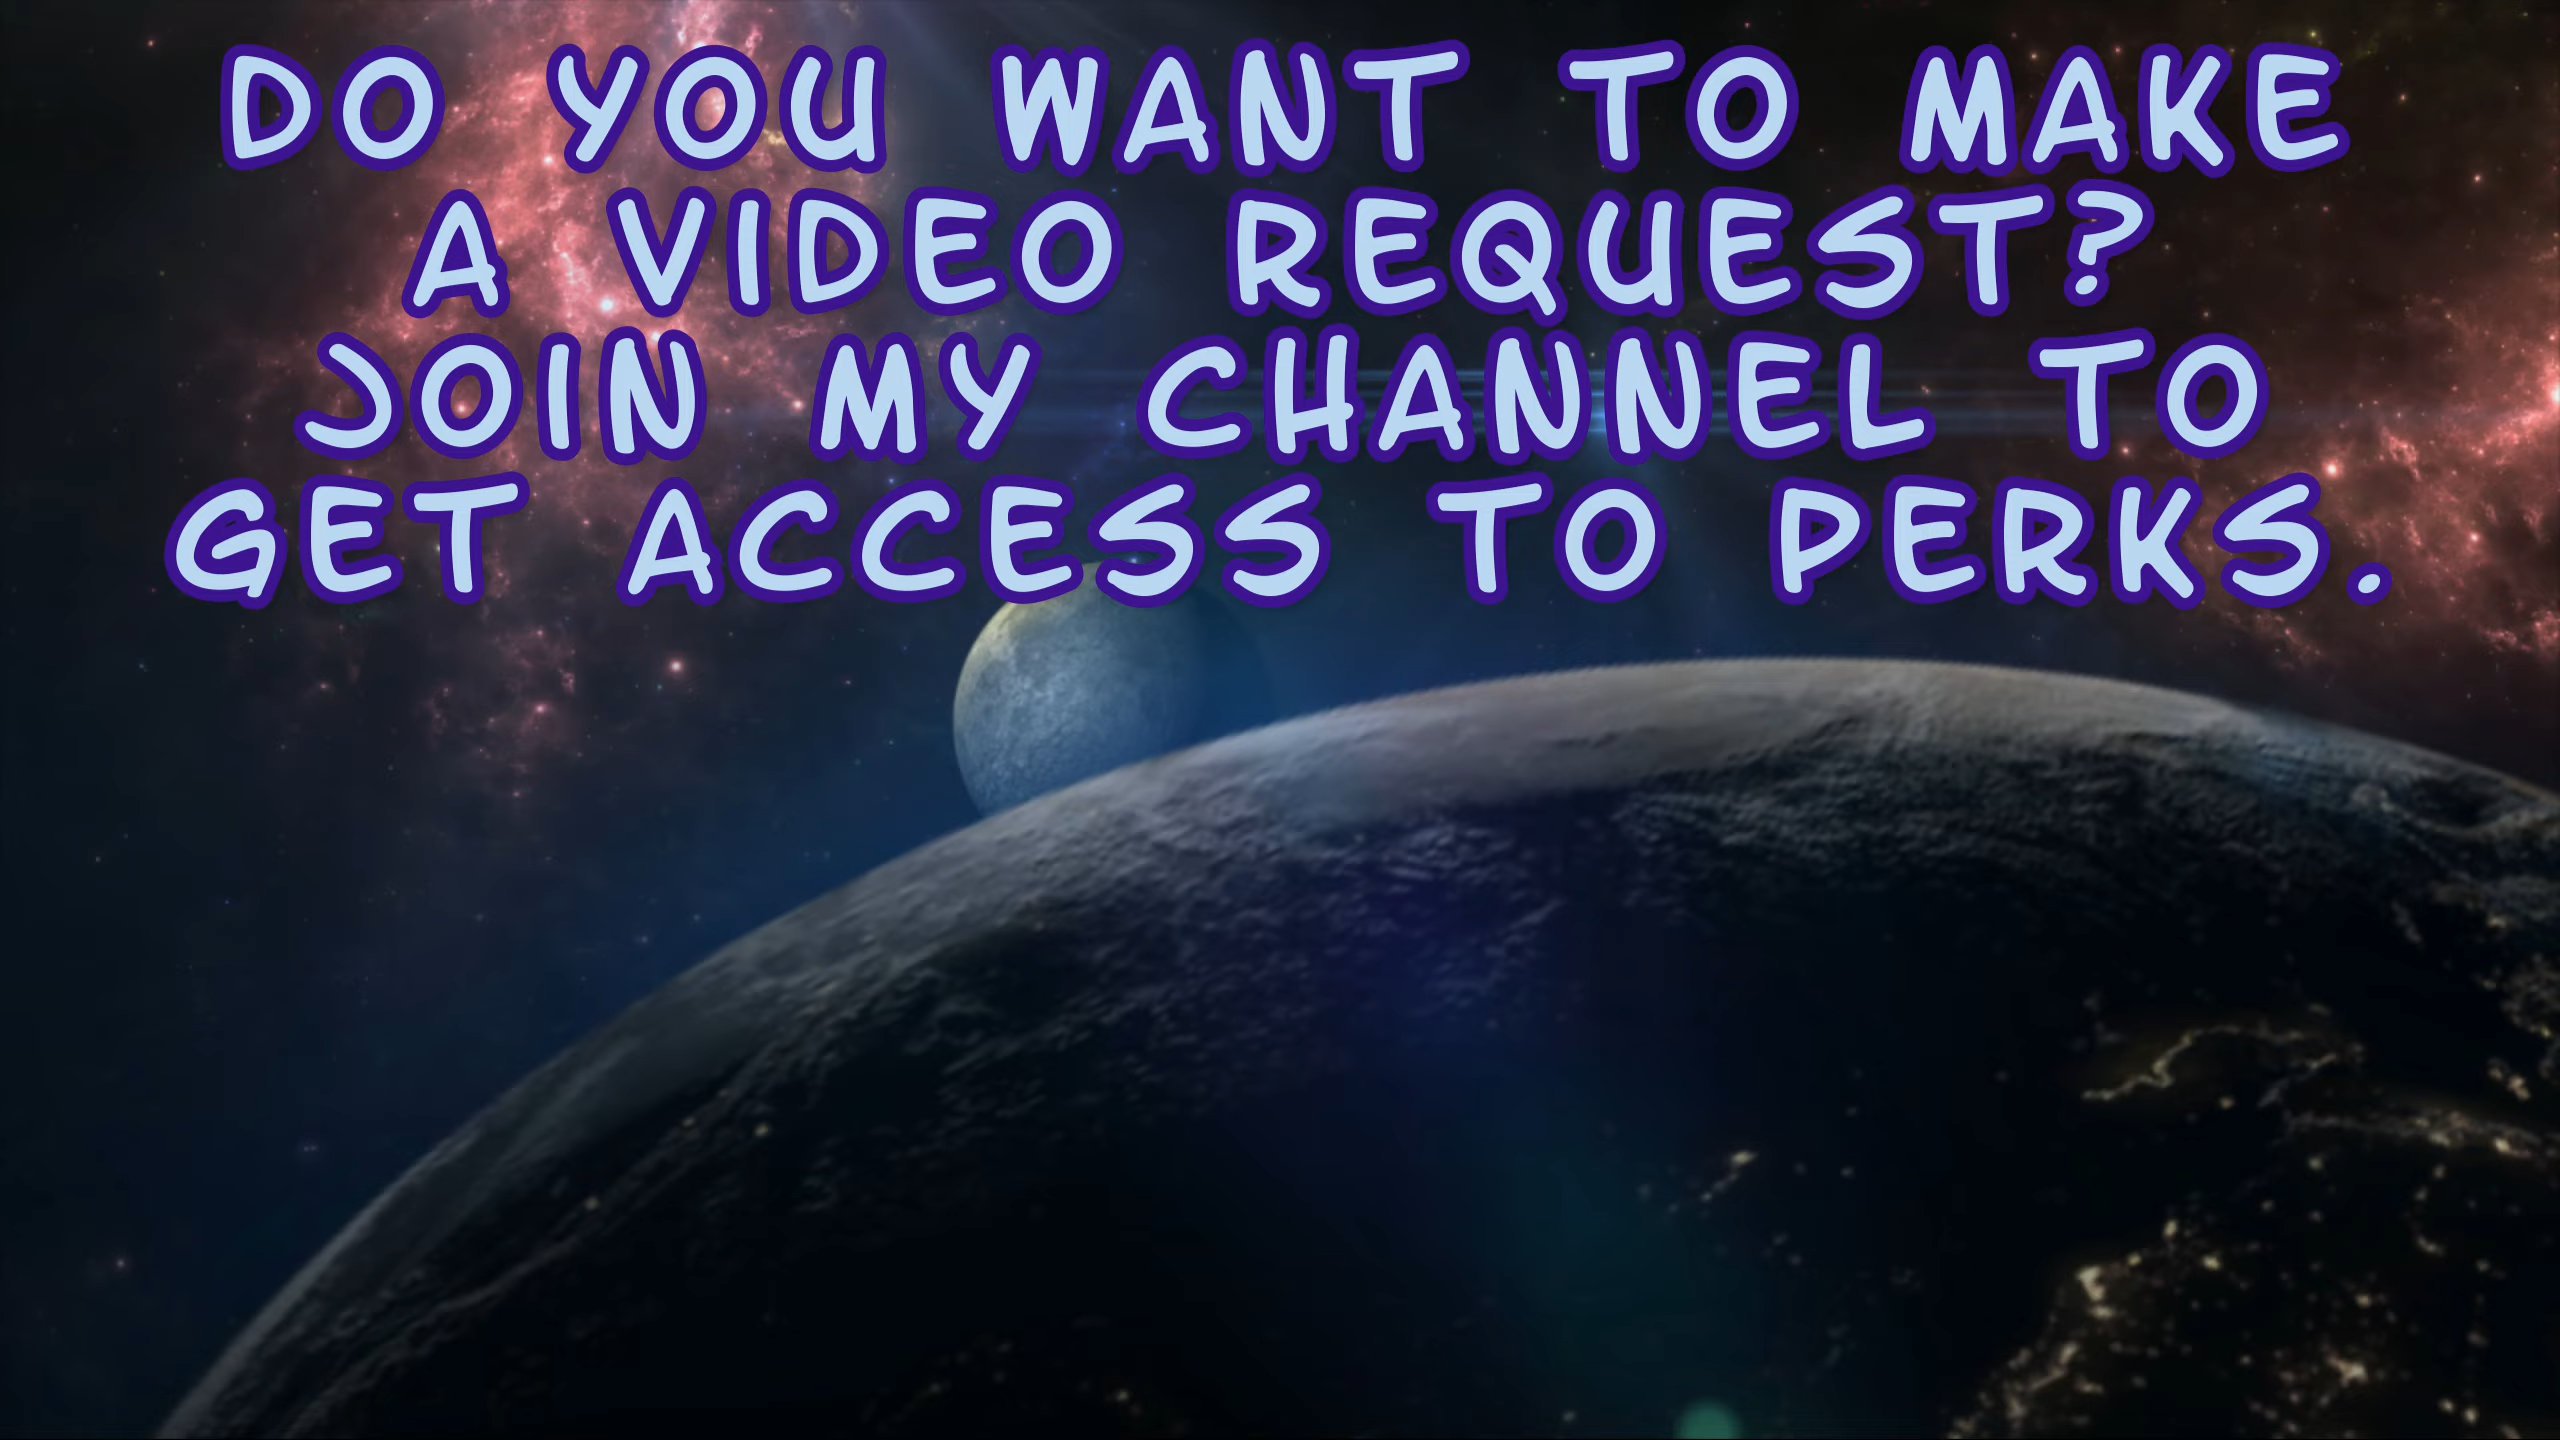 DO YOU WANT TO MAKE
A VIDEO REQUEST?
JOIN MY CHANNEL TO
GET ACCESS TO PERKS.